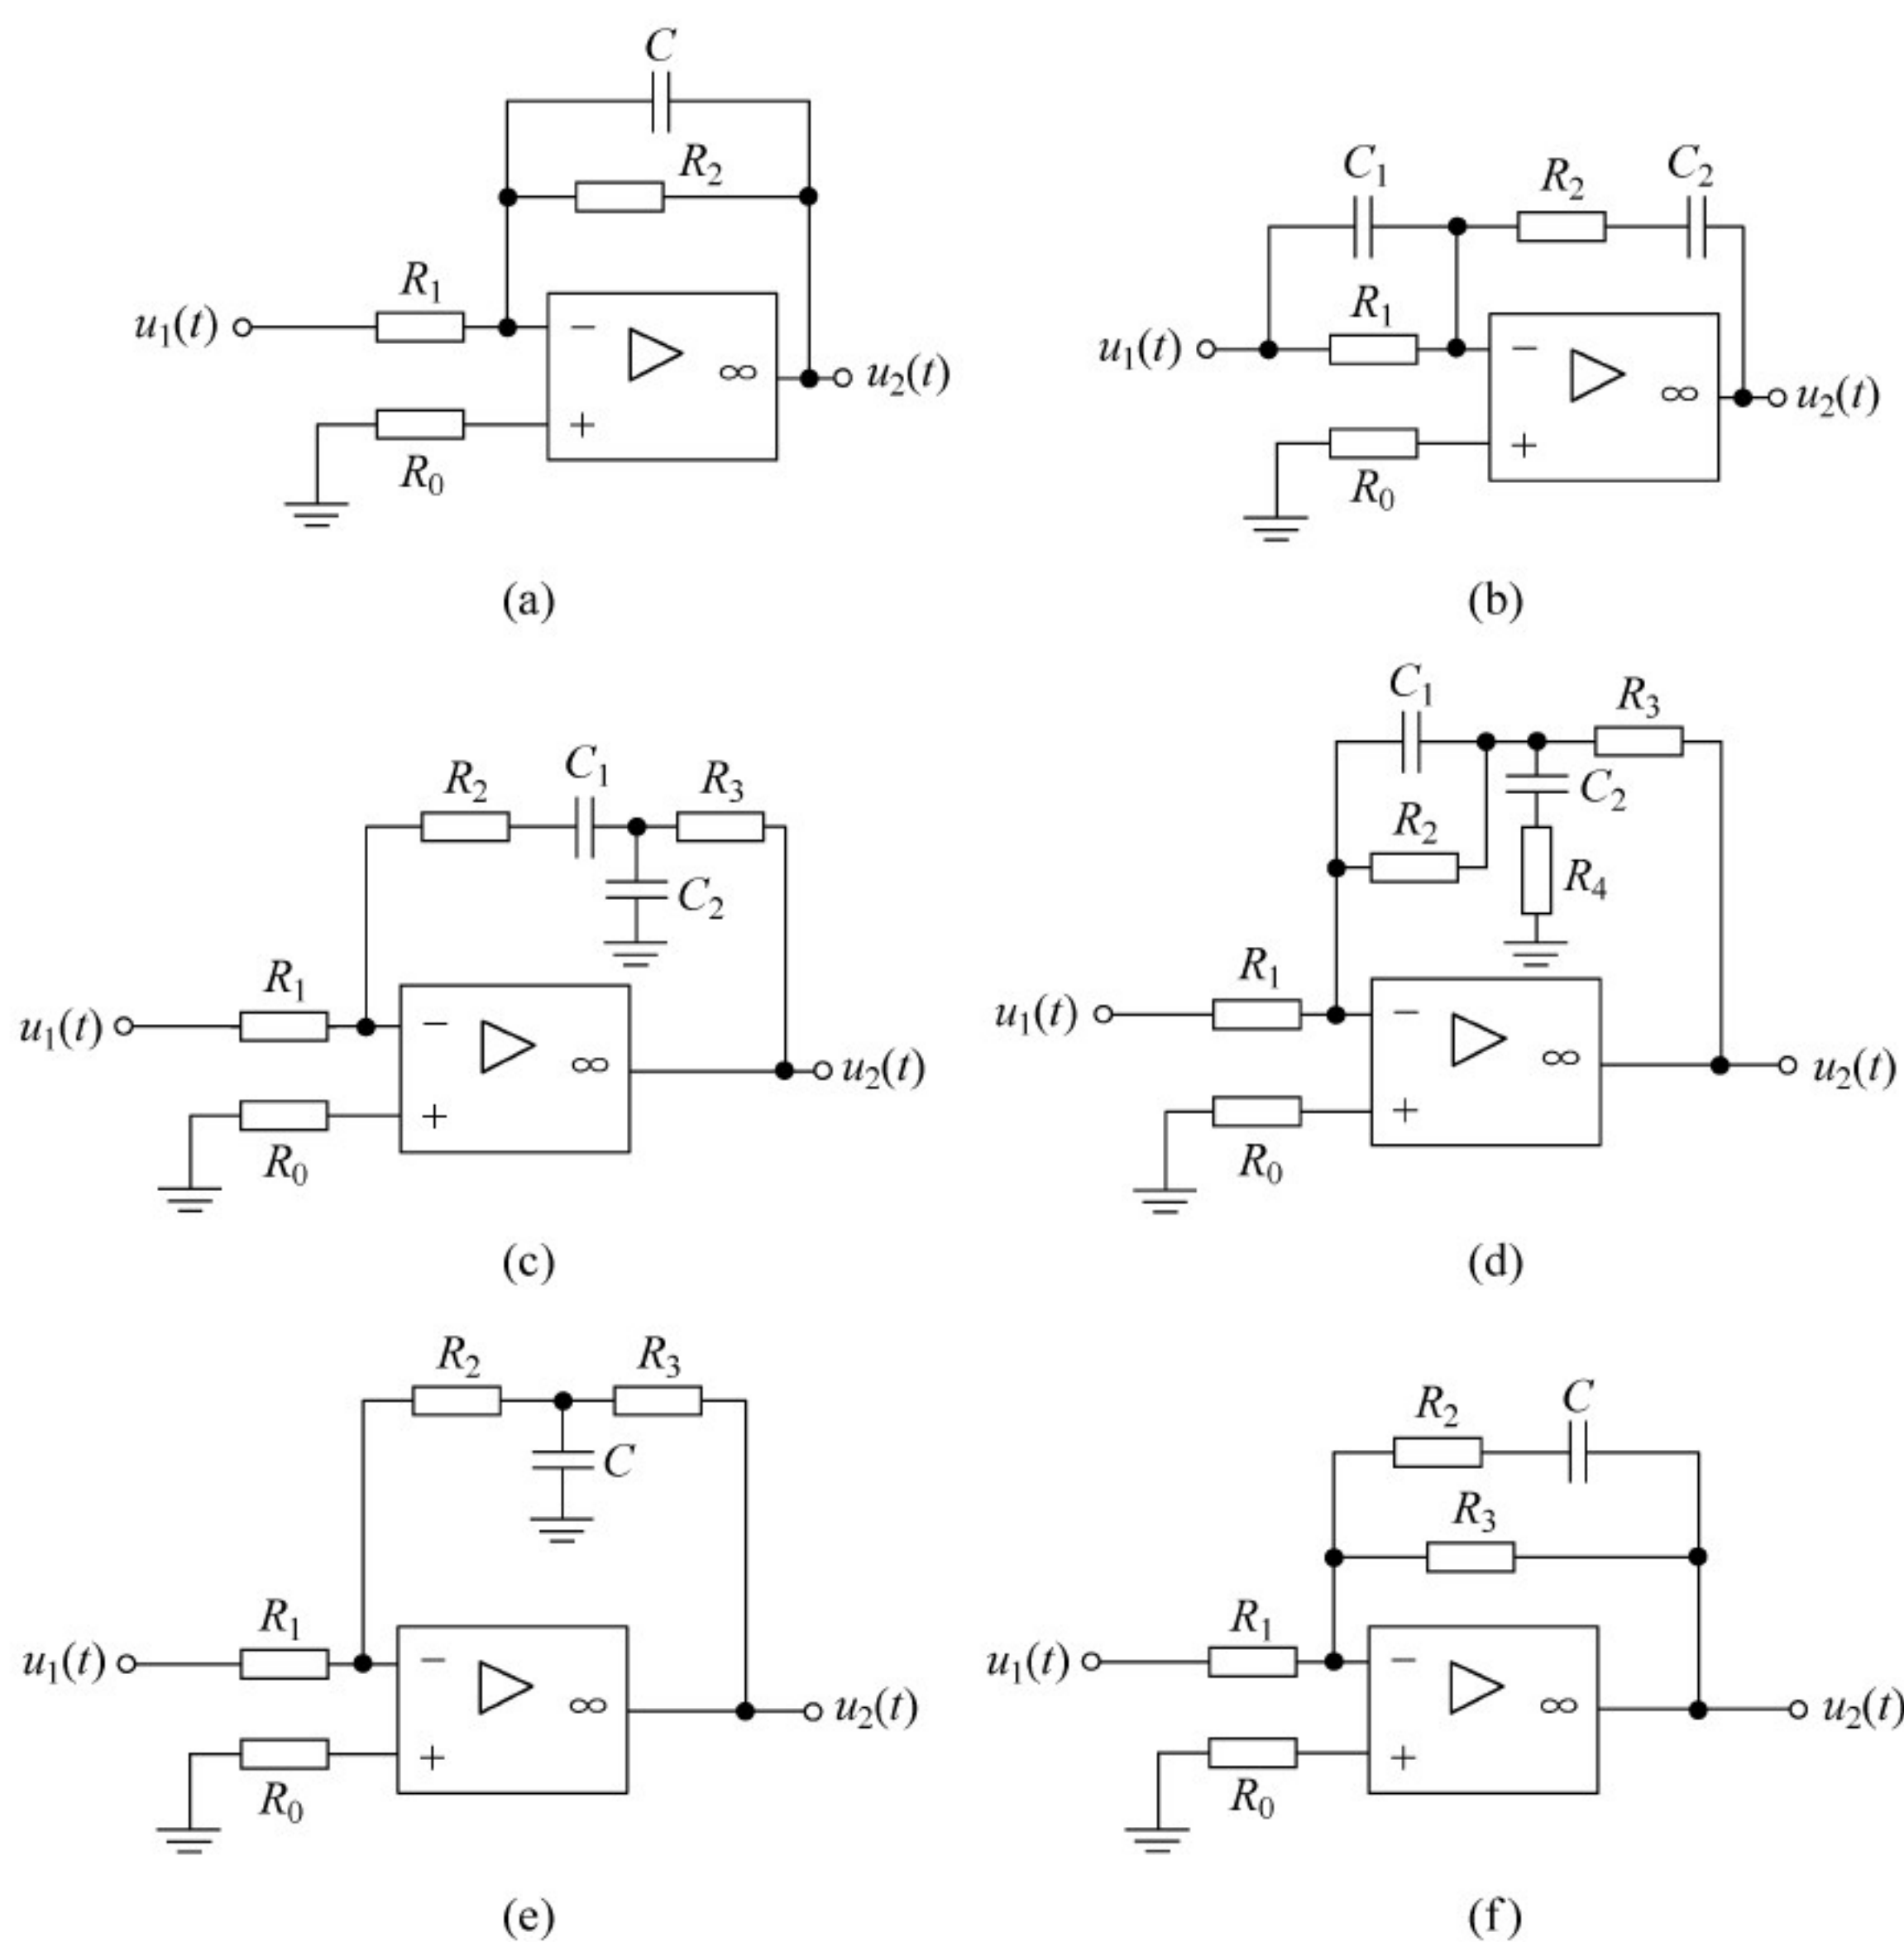 C
R₂
R₁
u₁(t)
−
∞
u₂(t)
+
R₀
(a)
C₁
R₂
C₂
R₁
u₁(t)
−
∞
u₂(t)
+
R₀
(b)
R₂
C₁
R₃
C₂
R₁
u₁(t)
−
∞
u₂(t)
+
R₀
(c)
C₁
R₃
C₂
R₂
R₄
R₁
u₁(t)
−
∞
u₂(t)
+
R₀
(d)
R₂
R₃
C
R₁
u₁(t)
−
∞
u₂(t)
+
R₀
(e)
R₂
C
R₃
R₁
u₁(t)
−
∞
u₂(t)
+
R₀
(f)